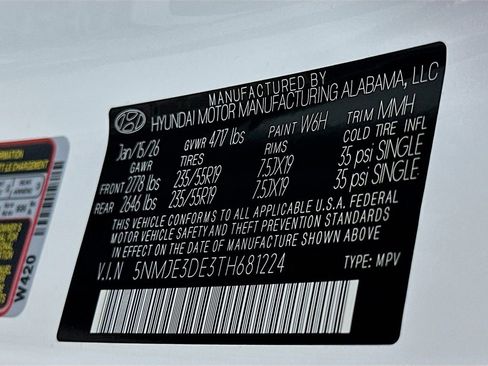 MANUFACTURED BY
HYUNDAI MOTOR MANUFACTURING ALABAMA, LLC
Jan/15/26 GVWR 4717 lbs PAINT W6H TRIM MMH
GAWR TIRES RIMS COLD TIRE INFL
FRONT 2778 lbs 235/55R19 7.5JX19 35 psi SINGLE
REAR 2646 lbs 235/55R19 7.5JX19 35 psi SINGLE
THIS VEHICLE CONFORMS TO ALL APPLICABLE U.S.A. FEDERAL
MOTOR VEHICLE SAFETY AND THEFT PREVENTION STANDARDS
IN EFFECT ON THE DATE OF MANUFACTURE SHOWN ABOVE
V.I.N 5NMJE3DE3TH681224 TYPE: MPV
W420